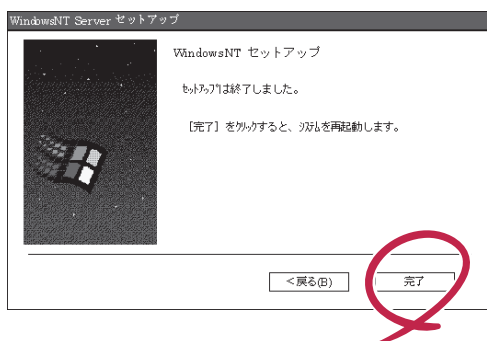 WindowsNT Server セットアップ
WindowsNT セットアップ
ｾｯﾄｱｯﾌﾟは終了しました。
［完了］をｸﾘｯｸすると、ｼｽﾃﾑを再起動します。
＜戻る(B)
完了